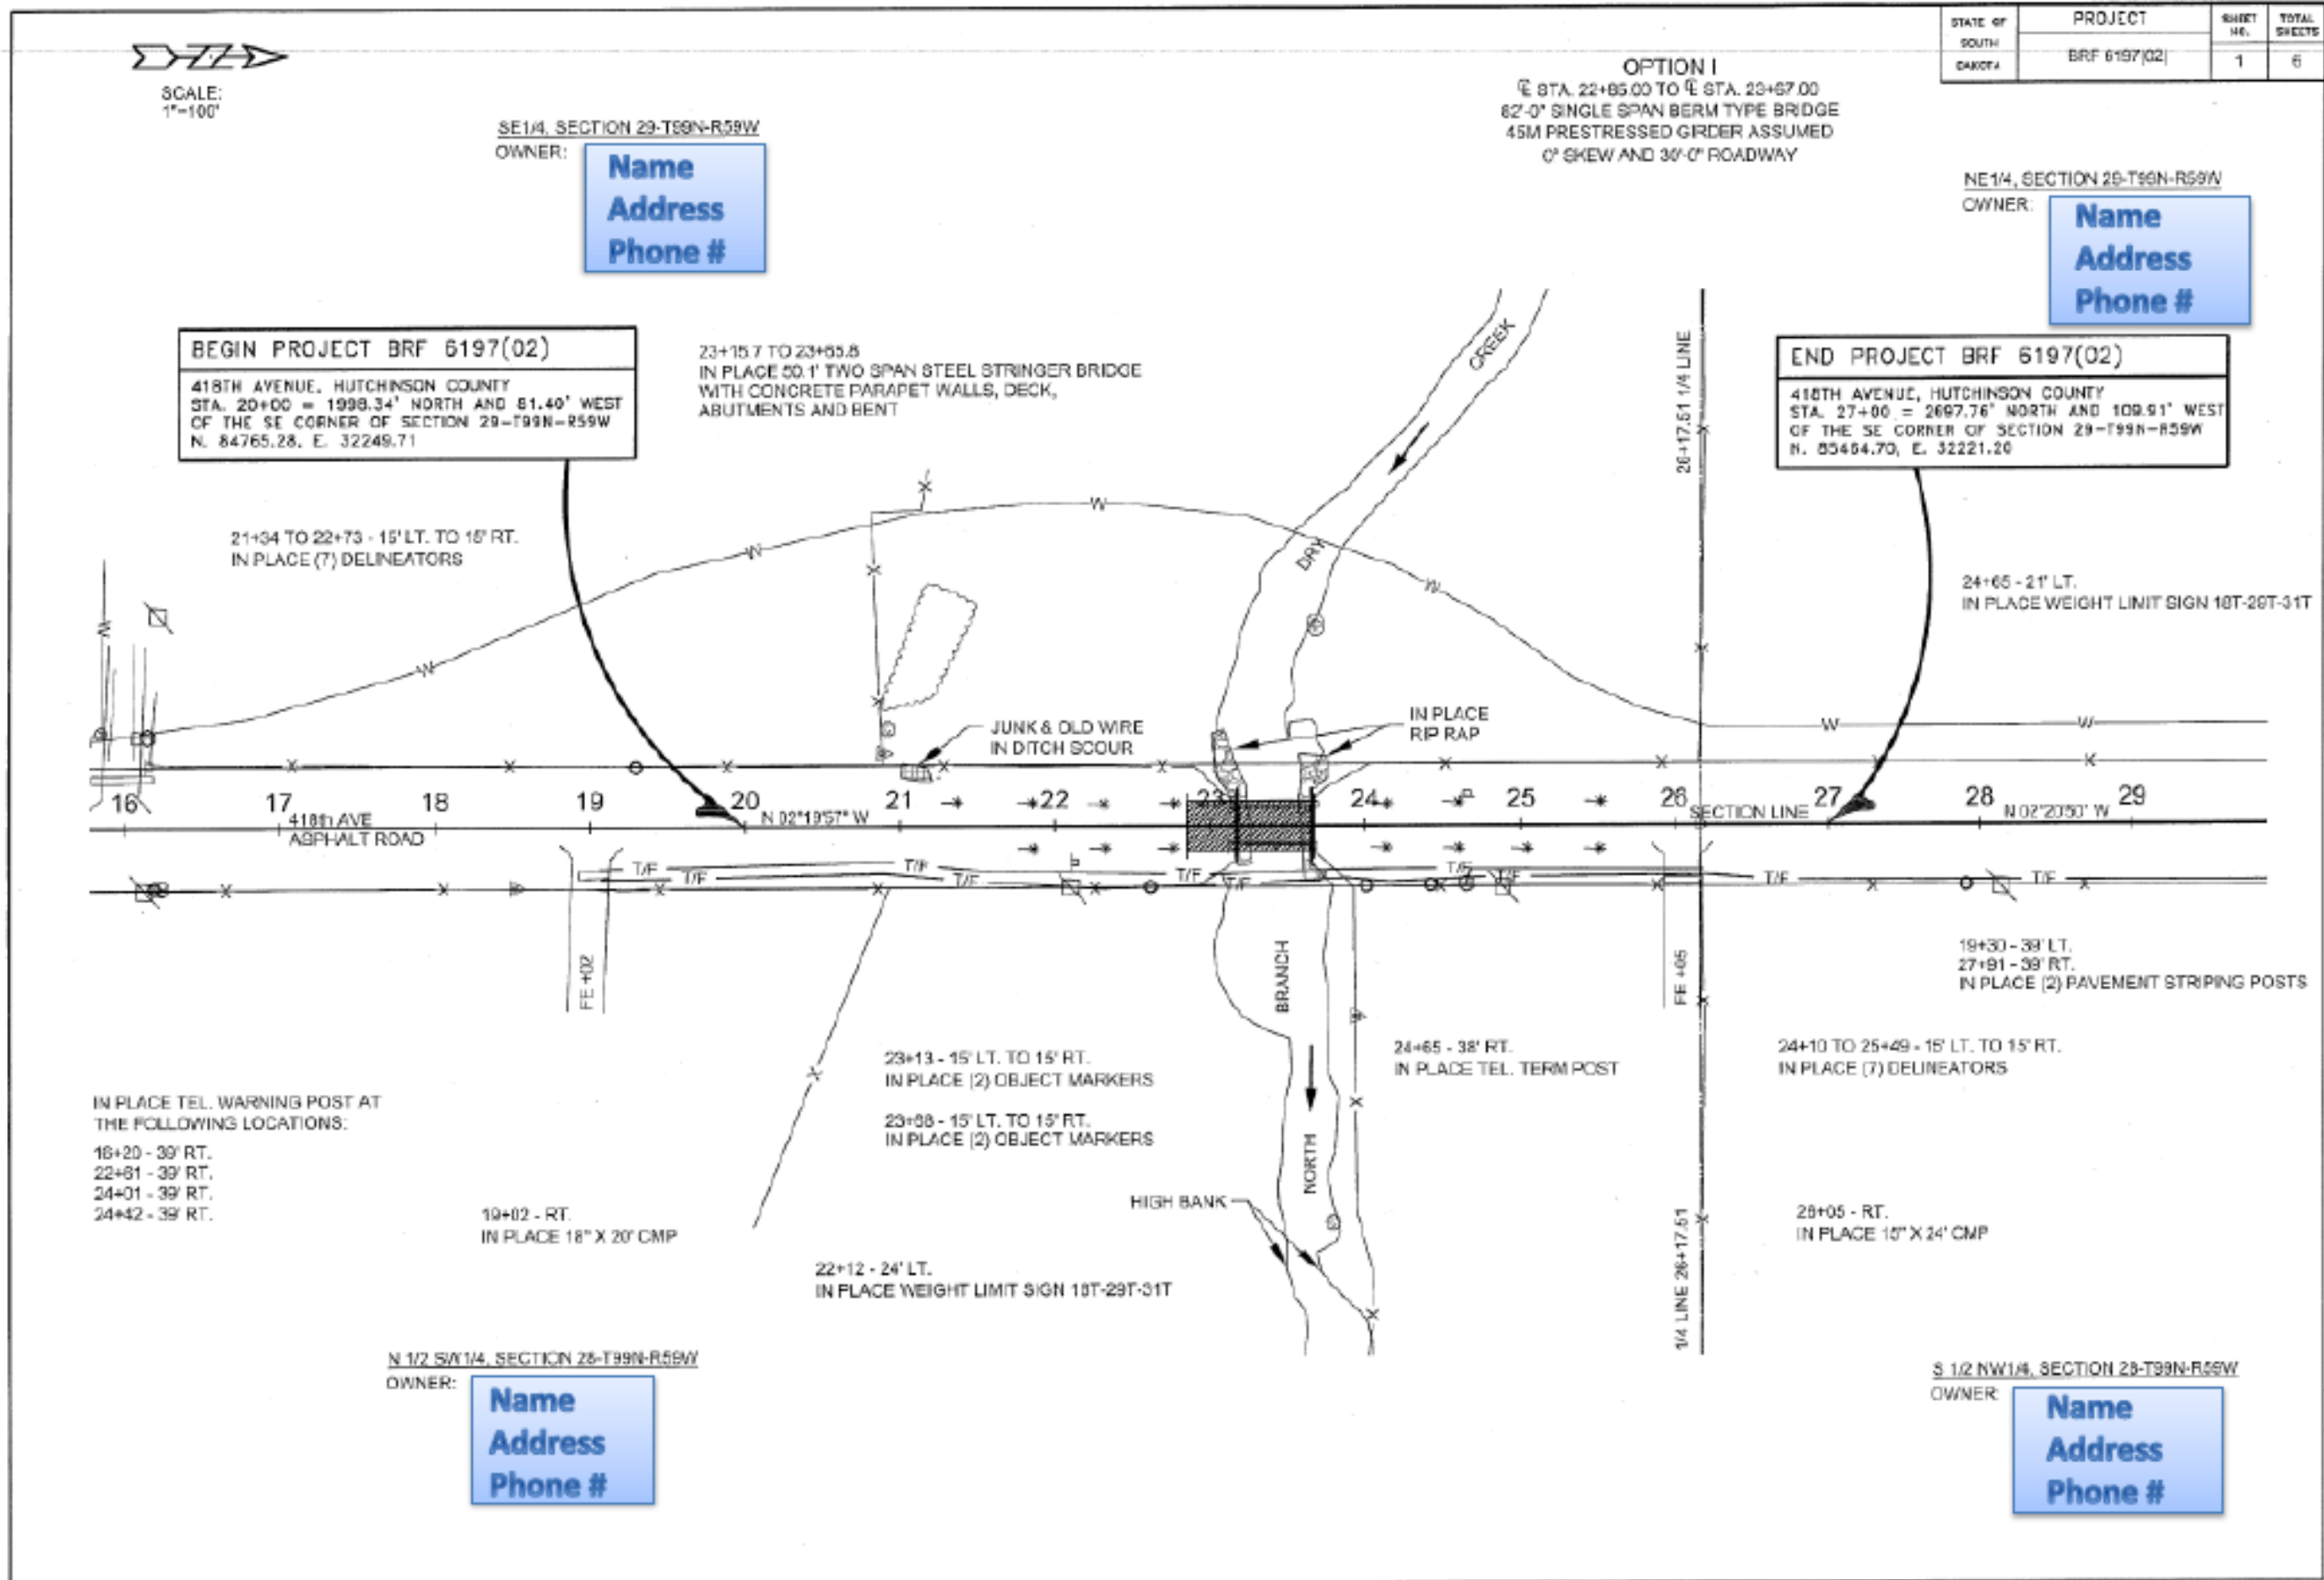 STATE OF SOUTH DAKOTA
PROJECT
BRF 6197(02)
SHEET NO.
1
TOTAL SHEETS
6
SCALE:
1"=100'
OPTION I
℄ STA. 22+85.00 TO ℄ STA. 23+67.00
82'-0" SINGLE SPAN BERM TYPE BRIDGE
45M PRESTRESSED GIRDER ASSUMED
0° SKEW AND 30'-0" ROADWAY
SE1/4, SECTION 29-T99N-R59W
OWNER:
Name
Address
Phone #
NE1/4, SECTION 29-T99N-R59W
OWNER:
Name
Address
Phone #
BEGIN PROJECT BRF 6197(02)
418TH AVENUE, HUTCHINSON COUNTY
STA. 20+00 = 1998.34' NORTH AND 81.40' WEST
OF THE SE CORNER OF SECTION 29-T99N-R59W
N. 84765.28, E. 32249.71
23+15.7 TO 23+65.8
IN PLACE 50.1' TWO SPAN STEEL STRINGER BRIDGE
WITH CONCRETE PARAPET WALLS, DECK,
ABUTMENTS AND BENT
END PROJECT BRF 6197(02)
418TH AVENUE, HUTCHINSON COUNTY
STA. 27+00 = 2697.76' NORTH AND 109.91' WEST
OF THE SE CORNER OF SECTION 29-T99N-R59W
N. 85464.70, E. 32221.20
CREEK
DRY
26+17.51 1/4 LINE
21+34 TO 22+73 - 15' LT. TO 15' RT.
IN PLACE (7) DELINEATORS
24+65 - 21' LT.
IN PLACE WEIGHT LIMIT SIGN 18T-29T-31T
JUNK & OLD WIRE
IN DITCH SCOUR
IN PLACE
RIP RAP
16 17 18 19 20 21 22 23 24 25 26 27 28 29
418th AVE
ASPHALT ROAD
N 02°19'57" W
SECTION LINE
N 02°20'50" W
T/F T/F T/F T/F T/F T/F T/F T/F T/F T/F
FE +02
BRANCH
NORTH
FE +05
19+30 - 39' LT.
27+91 - 39' RT.
IN PLACE (2) PAVEMENT STRIPING POSTS
23+13 - 15' LT. TO 15' RT.
IN PLACE (2) OBJECT MARKERS
23+68 - 15' LT. TO 15' RT.
IN PLACE (2) OBJECT MARKERS
24+65 - 38' RT.
IN PLACE TEL. TERM POST
24+10 TO 25+49 - 15' LT. TO 15' RT.
IN PLACE (7) DELINEATORS
IN PLACE TEL. WARNING POST AT
THE FOLLOWING LOCATIONS:
16+20 - 39' RT.
22+61 - 39' RT.
24+01 - 39' RT.
24+42 - 39' RT.
19+02 - RT.
IN PLACE 18" X 20' CMP
HIGH BANK
22+12 - 24' LT.
IN PLACE WEIGHT LIMIT SIGN 18T-29T-31T
1/4 LINE 26+17.51
26+05 - RT.
IN PLACE 15" X 24' CMP
N 1/2 SW1/4, SECTION 28-T99N-R59W
OWNER:
Name
Address
Phone #
S 1/2 NW1/4, SECTION 28-T99N-R59W
OWNER:
Name
Address
Phone #